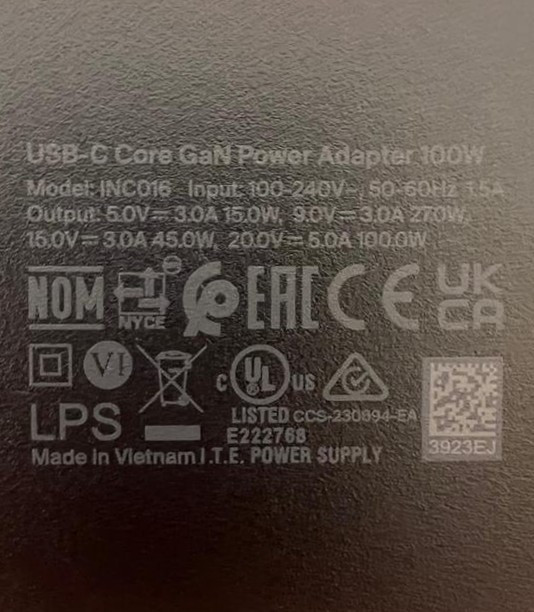 USB-C Core GaN Power Adapter 100W
Model: INC016 Input: 100-240V~, 50-60Hz 1.5A
Output: 5.0V⎓3.0A 15.0W, 9.0V⎓3.0A 27.0W,
15.0V⎓3.0A 45.0W, 20.0V⎓5.0A 100.0W
NOM NYCE EAC CE UKCA
VI C UL US
LPS LISTED CCS-230694-EA
E222768 3923EJ
Made in Vietnam I.T.E. POWER SUPPLY